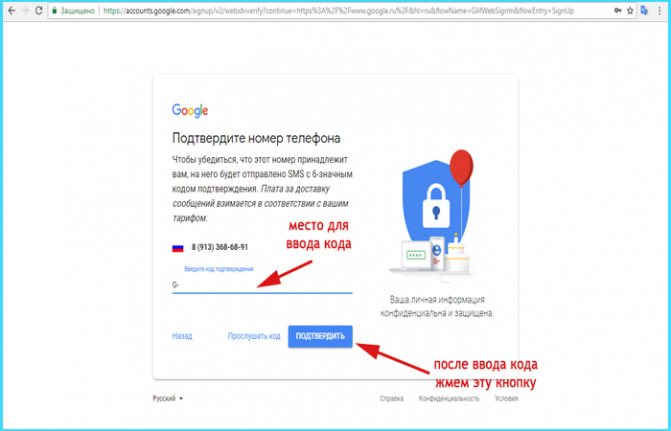 Защищено https://accounts.google.com/signup/v2/webidvverify?continue=https%3A%2F%2Fwww.google.ru%2F&hl=ru&flowName=GlifWebSignIn&flowEntry=SignUp
Google
Подтвердите номер телефона
Чтобы убедиться, что этот номер принадлежит
вам, на него будет отправлено SMS с 6-значным
кодом подтверждения. Плата за доставку
сообщений взимается в соответствии с вашим
тарифом.
место для
ввода кода
8 (913) 368-68-91
Введите код подтверждения
G-
Ваша личная информация
конфиденциальна и защищена.
Назад Прослушать код ПОДТВЕРДИТЬ
после ввода кода
жмем эту кнопку
Русский Справка Конфиденциальность Условия